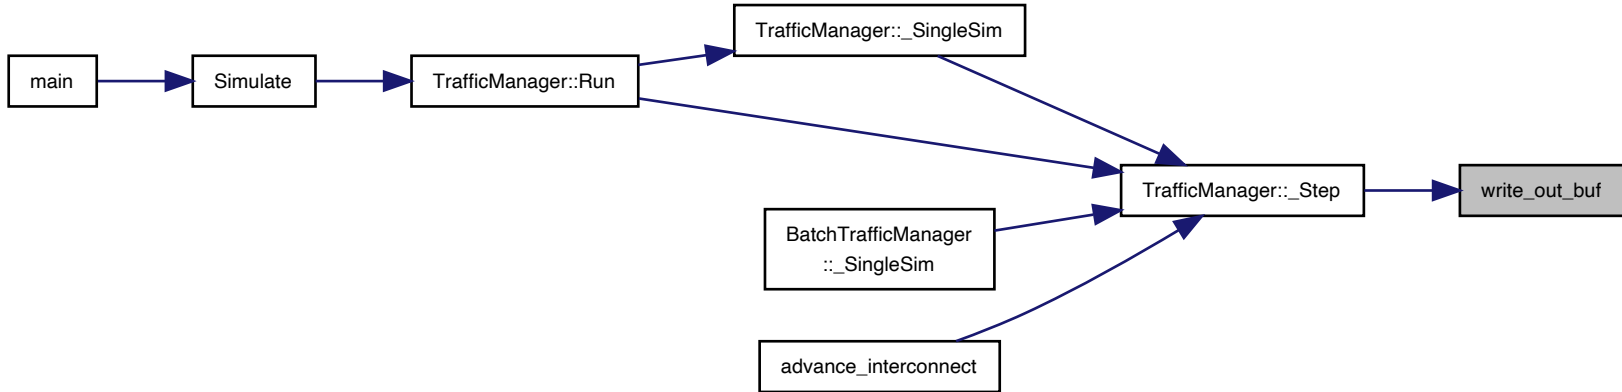 TrafficManager::_SingleSim
main
Simulate
TrafficManager::Run
TrafficManager::_Step
write_out_buf
BatchTrafficManager
::_SingleSim
advance_interconnect